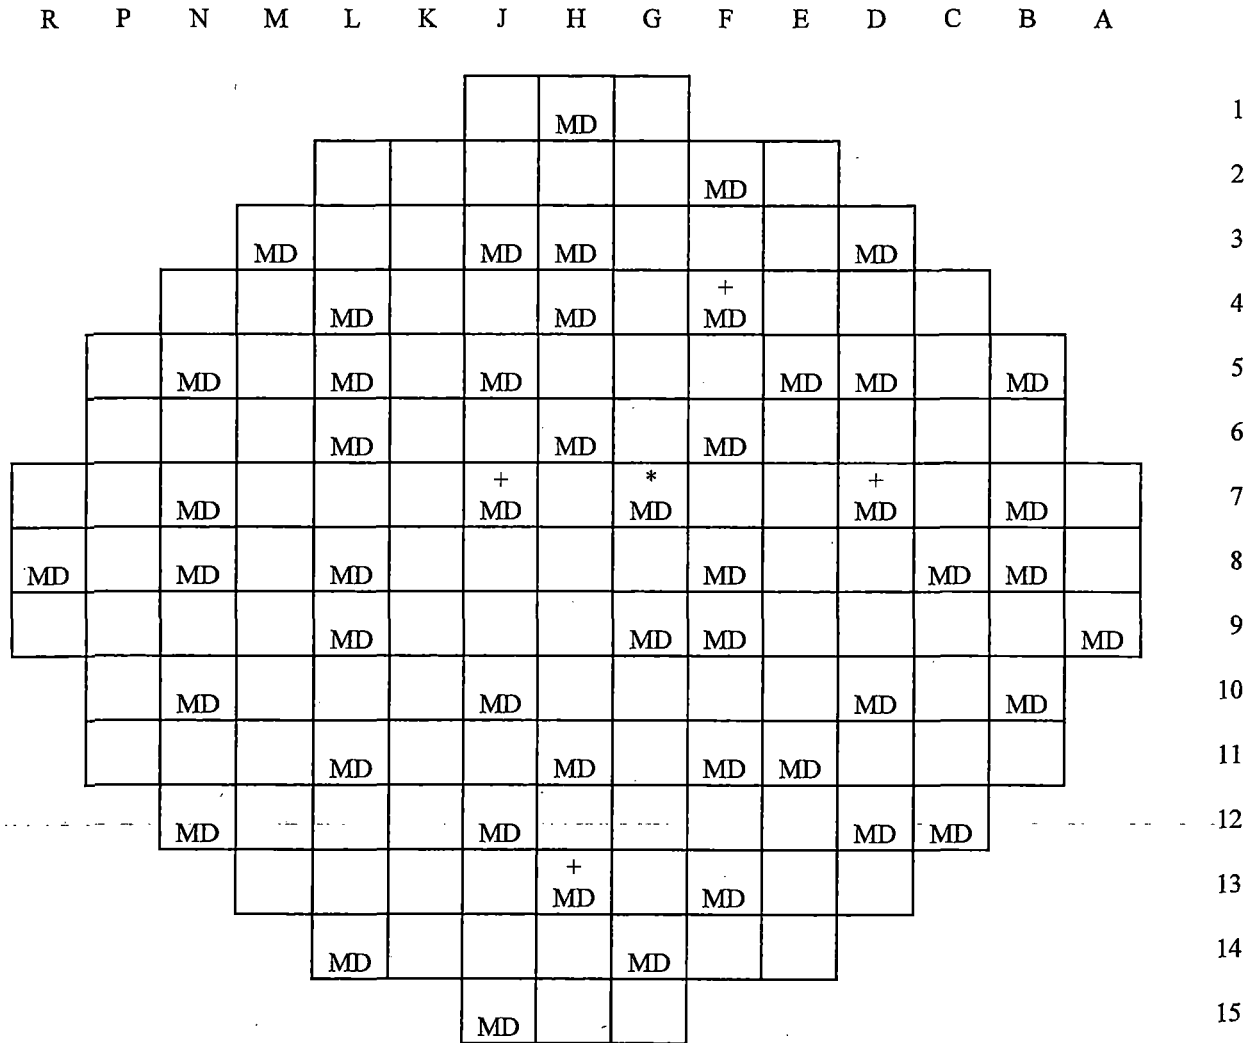 R P N M L K J H G F E D C B A
1
MD
2
MD
3
MD MD MD MD
+
4
MD MD MD
5
MD MD MD MD MD MD
6
MD MD MD
+ * +
7
MD MD MD MD MD
8
MD MD MD MD MD MD
9
MD MD MD MD
10
MD MD MD MD
11
MD MD MD MD
12
MD MD MD MD
+
13
MD MD
14
MD MD
15
MD